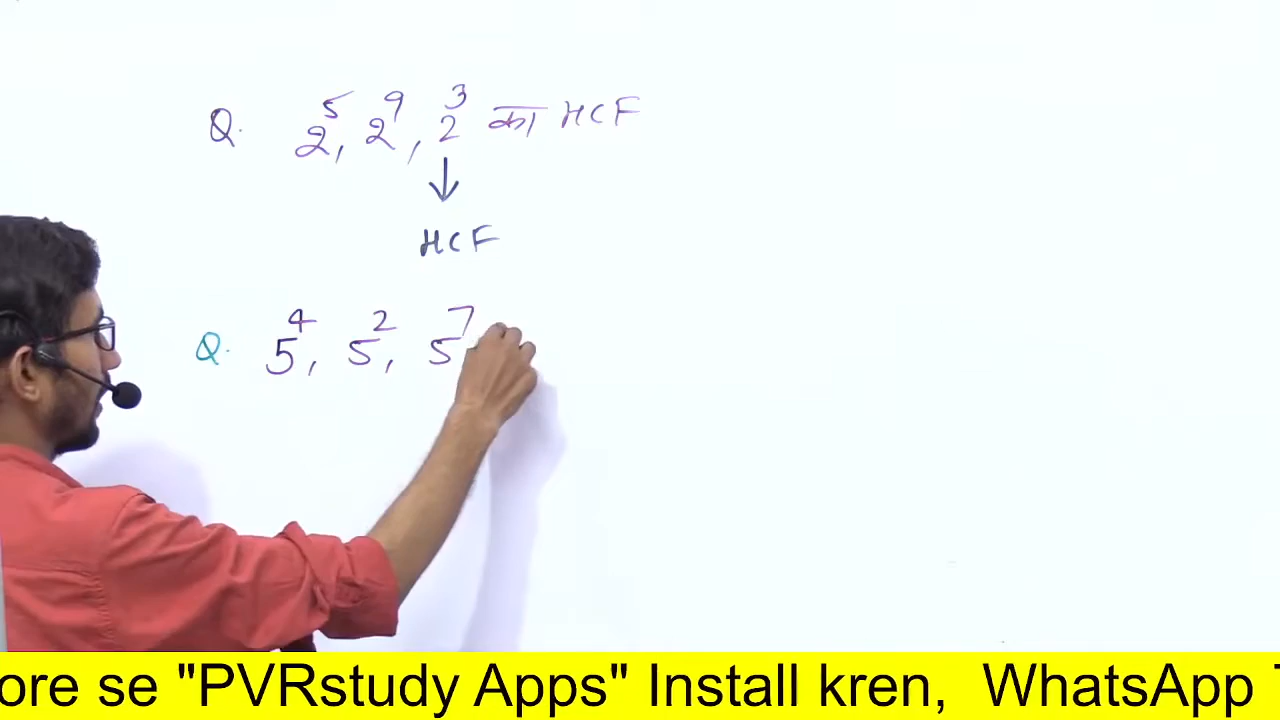 Q. 2⁵, 2⁹, 2³ का HCF
↓
HCF
Q. 5⁴, 5², 5⁷
ore se "PVRstudy Apps" Install kren, WhatsApp